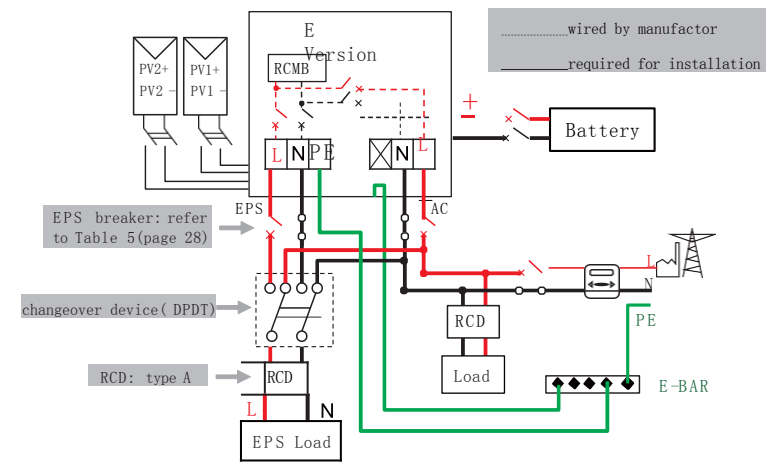 E
Version
RCMB
wired by manufactor
required for installation
PV2+
PV2 -
PV1+
PV1 -
+
Battery
L N PE
N L
EPS
AC
EPS breaker: refer
to Table 5(page 28)
L
N
changeover device( DPDT)
RCD
PE
RCD: type A
RCD
Load
E-BAR
L N
EPS Load